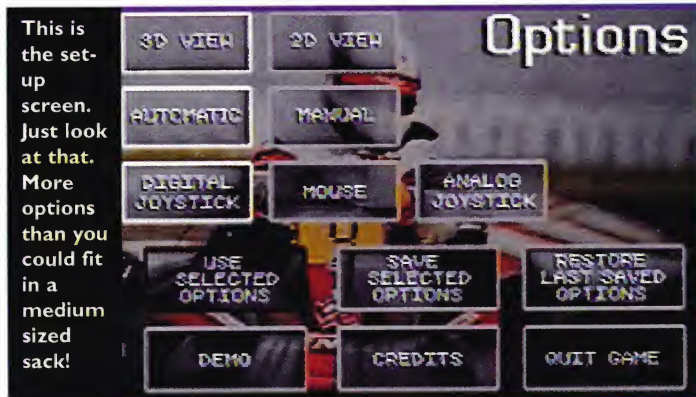 This is
the set-
up
screen.
Just look
at that.
More
options
than you
could fit
in a
medium
sized
sack!
Options
3D VIEW
2D VIEW
AUTOMATIC
MANUAL
DIGITAL
JOYSTICK
MOUSE
ANALOG
JOYSTICK
USE
SELECTED
OPTIONS
SAVE
SELECTED
OPTIONS
RESTORE
LAST SAVED
OPTIONS
DEMO
CREDITS
QUIT GAME